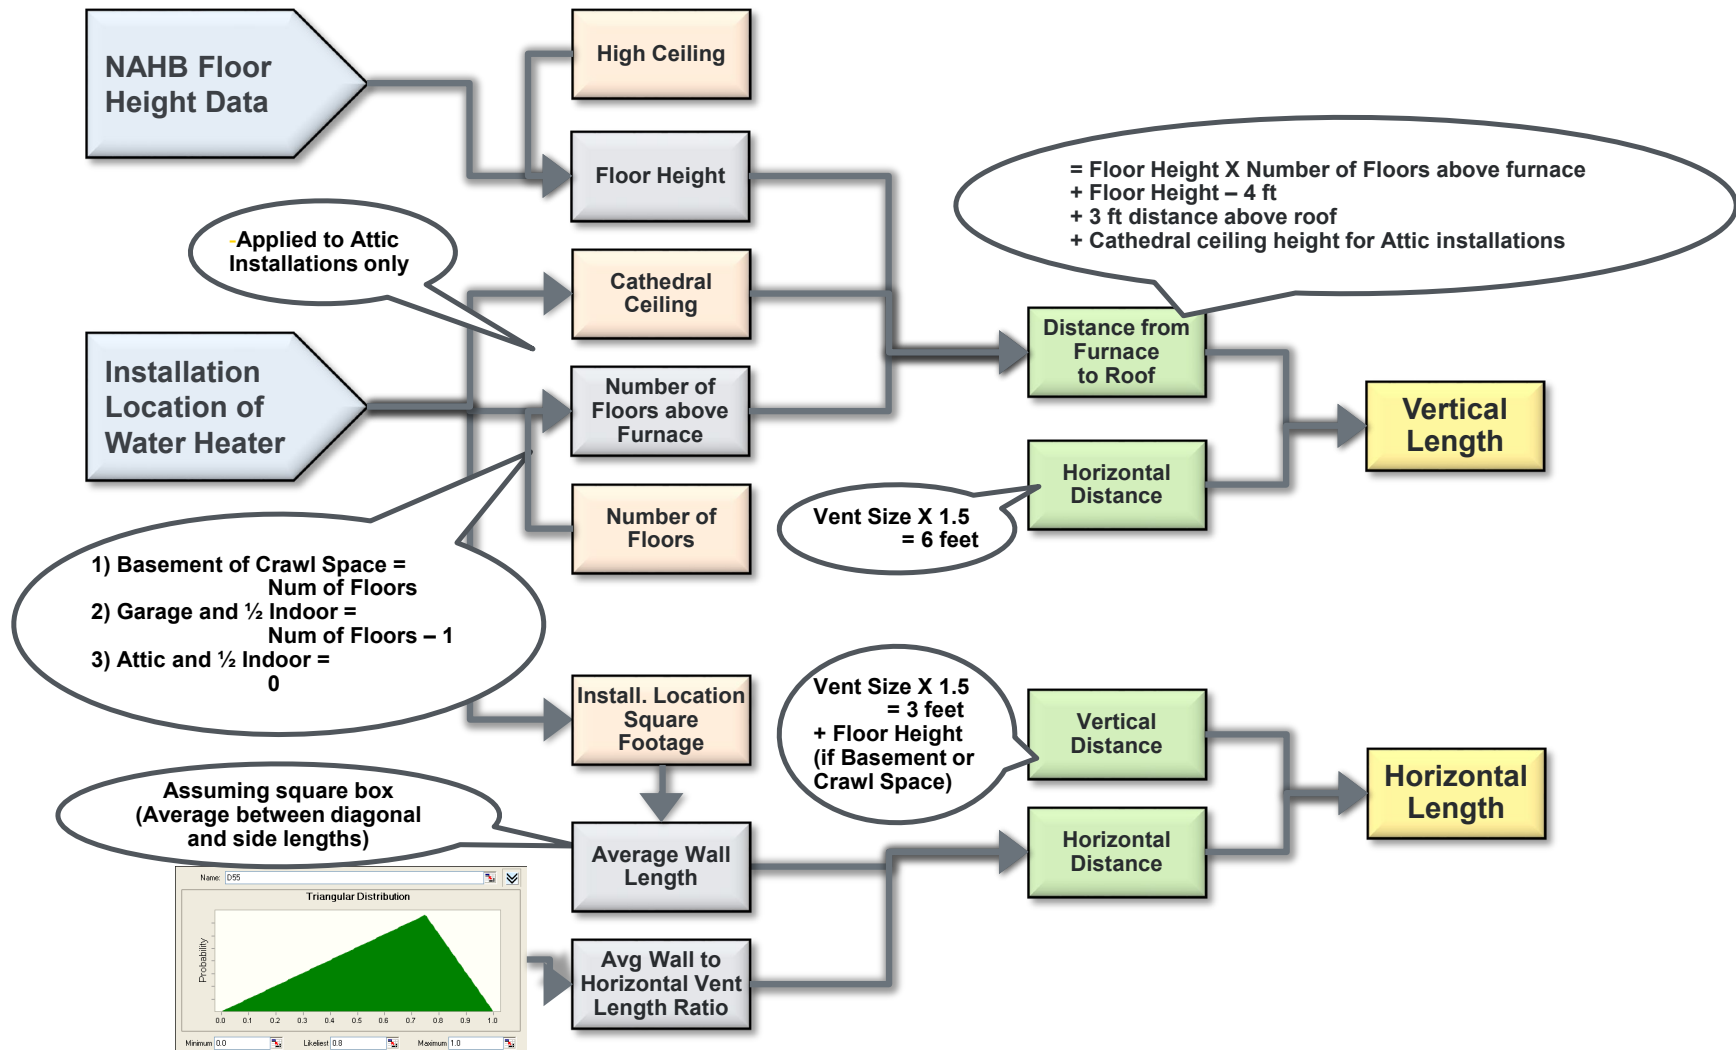 NAHB Floor
Height Data
High Ceiling
Floor Height
= Floor Height X Number of Floors above furnace
+ Floor Height – 4 ft
+ 3 ft distance above roof
+ Cathedral ceiling height for Attic installations
-Applied to Attic
Installations only
Cathedral
Ceiling
Installation
Location of
Water Heater
Number of
Floors above
Furnace
Distance from
Furnace
to Roof
Vertical
Length
Horizontal
Distance
Vent Size X 1.5
= 6 feet
Number of
Floors
1) Basement of Crawl Space =
Num of Floors
2) Garage and ½ Indoor =
Num of Floors – 1
3) Attic and ½ Indoor =
0
Install. Location
Square
Footage
Vent Size X 1.5
= 3 feet
+ Floor Height
(if Basement or
Crawl Space)
Vertical
Distance
Horizontal
Length
Assuming square box
(Average between diagonal
and side lengths)
Average Wall
Length
Horizontal
Distance
Avg Wall to
Horizontal Vent
Length Ratio
Name: D55
Triangular Distribution
Probability
0.0 0.1 0.2 0.3 0.4 0.5 0.6 0.7 0.8 0.9 1.0
Minimum 0.0 Likeliest 0.8 Maximum 1.0